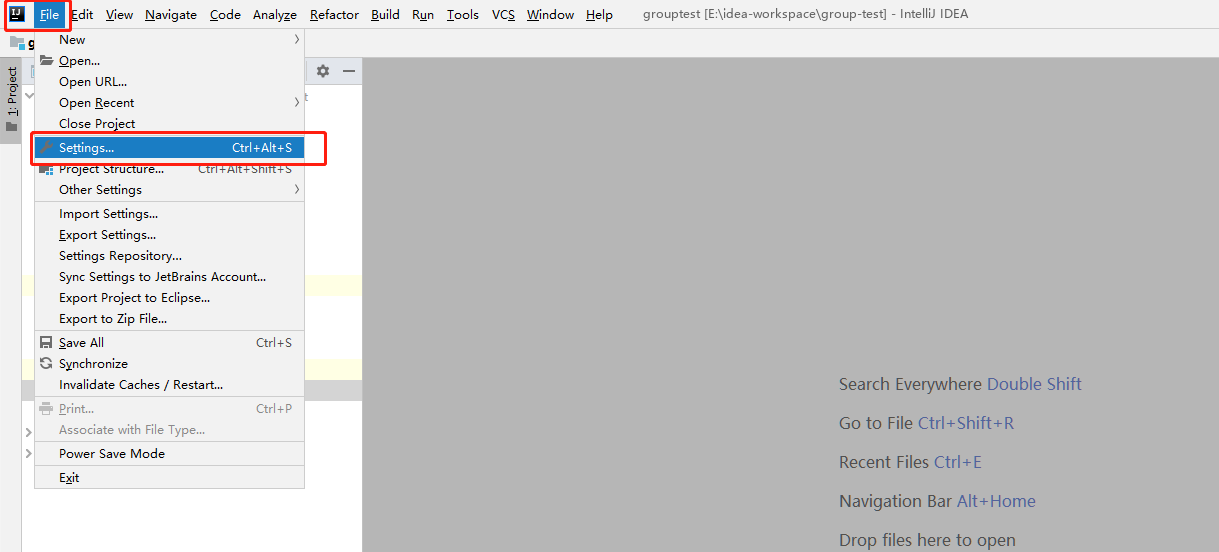 IJ File Edit View Navigate Code Analyze Refactor Build Run Tools VCS Window Help grouptest [E:\idea-workspace\group-test] - IntelliJ IDEA
1: Project
New
Open...
Open URL...
Open Recent
Close Project
Settings... Ctrl+Alt+S
Project Structure... Ctrl+Alt+Shift+S
Other Settings
Import Settings...
Export Settings...
Settings Repository...
Sync Settings to JetBrains Account...
Export Project to Eclipse...
Export to Zip File...
Save All Ctrl+S
Synchronize
Invalidate Caches / Restart...
Print... Ctrl+P
Associate with File Type...
Power Save Mode
Exit
Search Everywhere Double Shift
Go to File Ctrl+Shift+R
Recent Files Ctrl+E
Navigation Bar Alt+Home
Drop files here to open